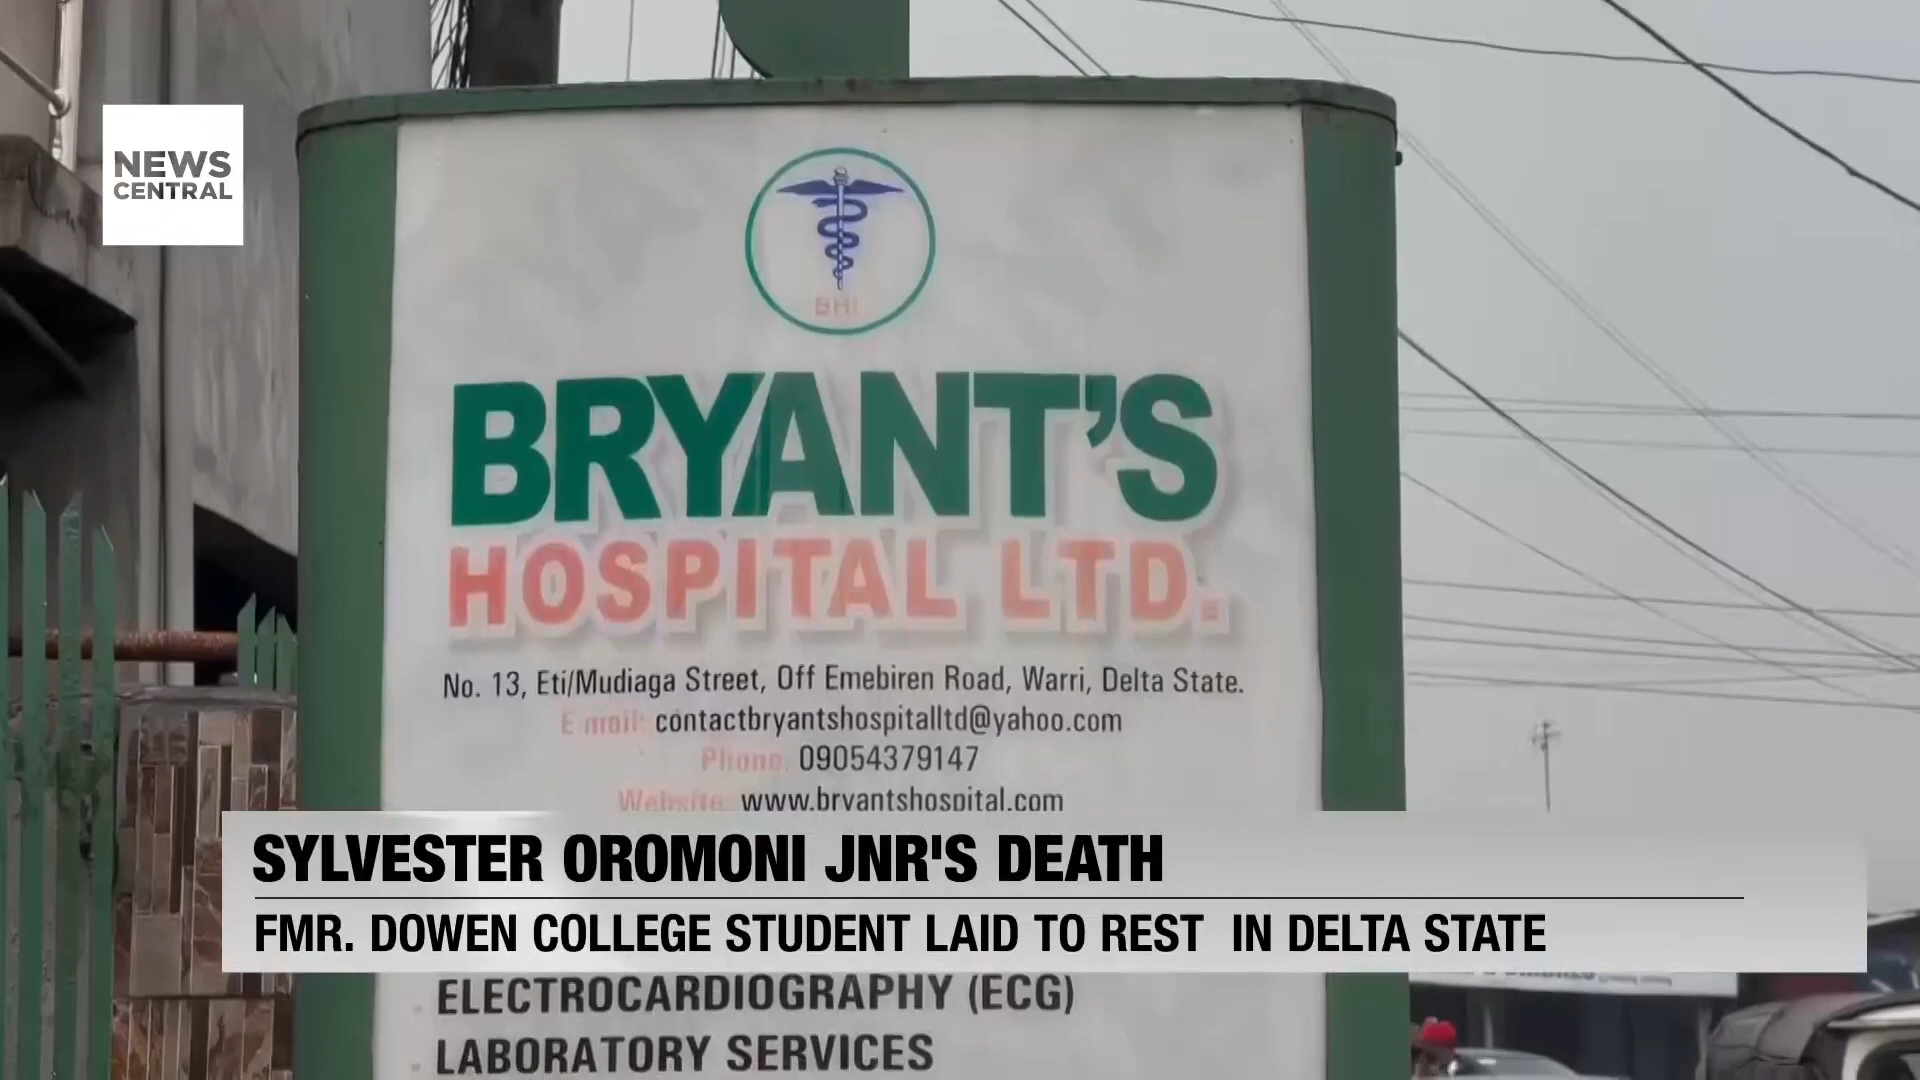 NEWS
CENTRAL
BHI
BRYANT'S
HOSPITAL LTD.
No. 13, Eti/Mudiaga Street, Off Emebiren Road, Warri, Delta State.
E mail: contactbryantshospitalltd@yahoo.com
Phone: 09054379147
Website: www.bryantshospital.com
SYLVESTER OROMONI JNR'S DEATH
FMR. DOWEN COLLEGE STUDENT LAID TO REST IN DELTA STATE
ELECTROCARDIOGRAPHY (ECG)
LABORATORY SERVICES